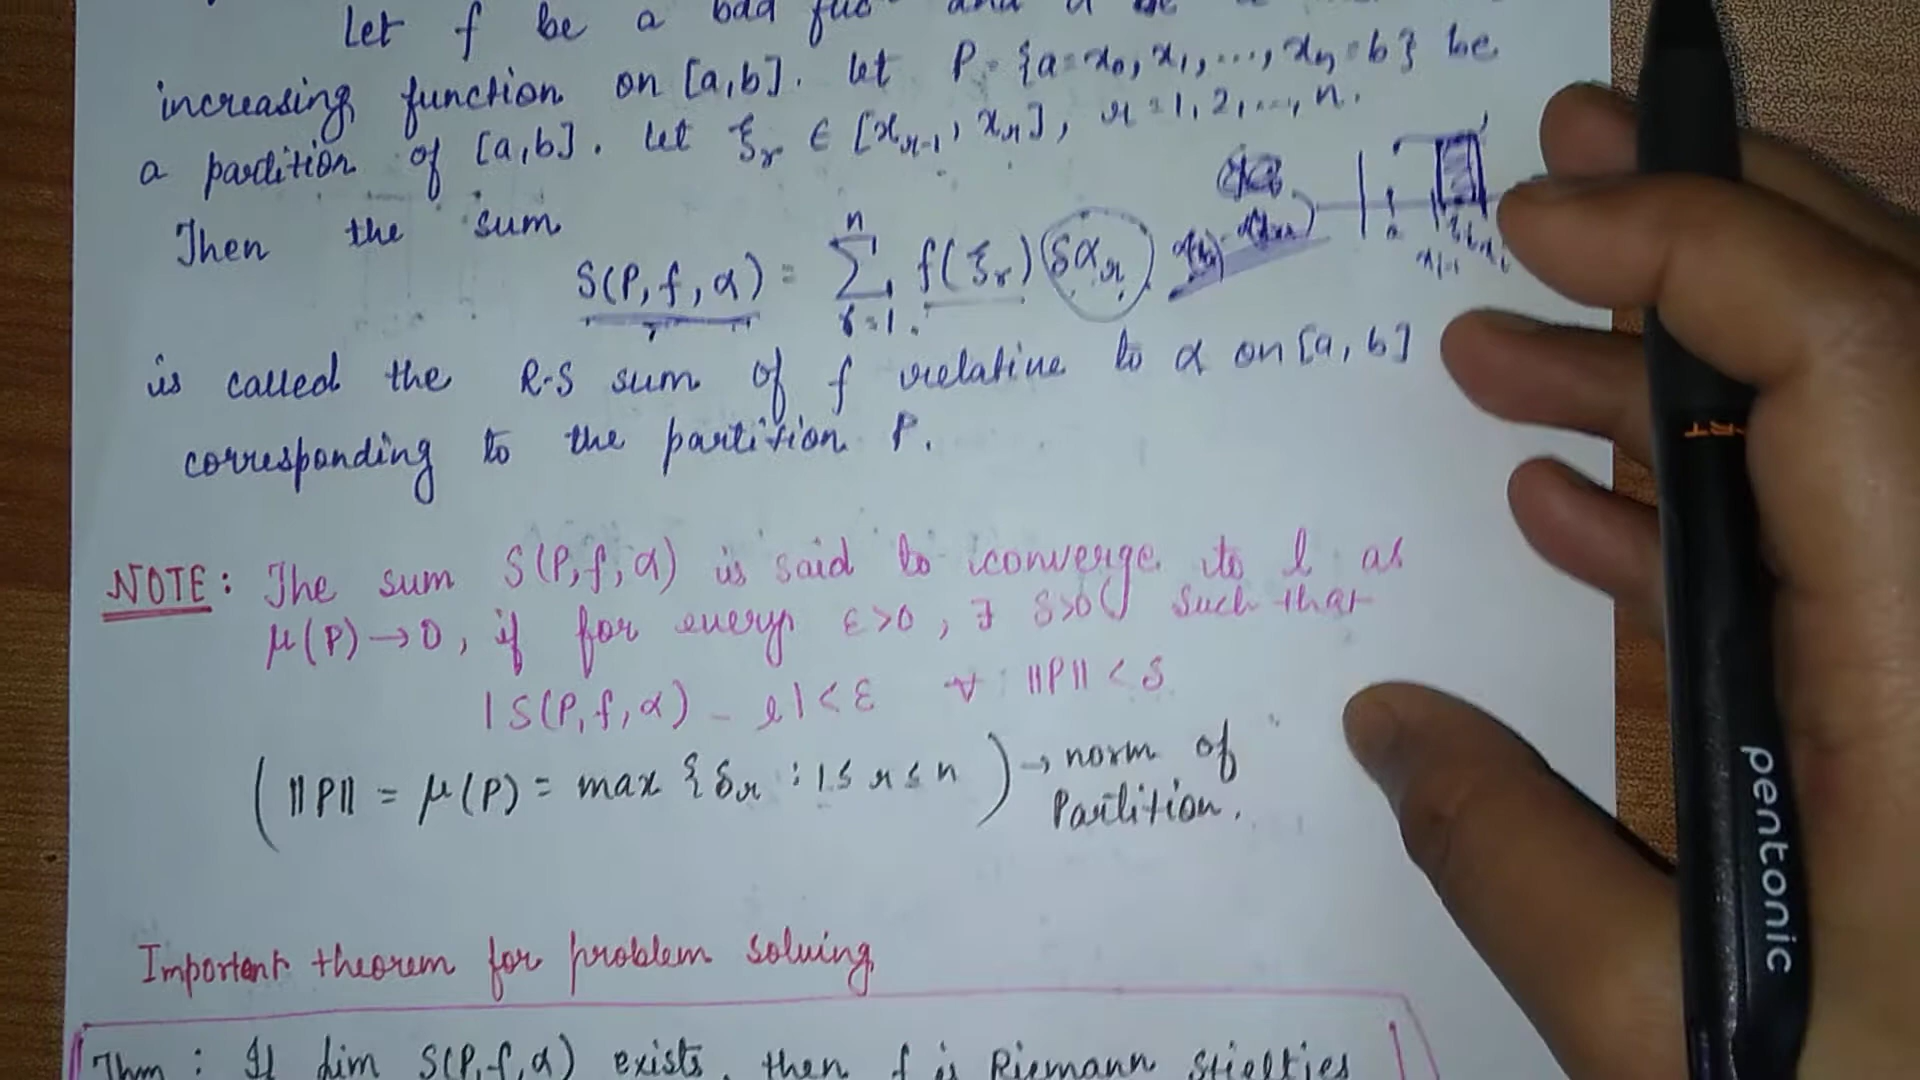 Let f be a bdd
increasing function on [a,b]. let P = {a=x₀, x₁, ..., xₙ = b} be
a partition of [a,b]. let ξᵣ ∈ [xᵣ₋₁, xᵣ], r = 1, 2, ..., n.
Then the sum
S(P, f, α) = Σ f(ξᵣ) δαᵣ
n
r=1
is called the R-S sum of f relative to α on [a, b]
corresponding to the partition P.
NOTE: The sum S(P, f, α) is said to converge to l as
μ(P) → 0, if for every ε>0, ∃ δ>0 such that
|S(P, f, α) - l| < ε ∀ ||P|| < δ
(||P|| = μ(P) = max {δᵣ : 1 ≤ r ≤ n) → norm of
Partition.
Important theorem for problem solving
Thm: If lim S(P, f, α) exists, then f is Riemann Stieltjes
pentonic